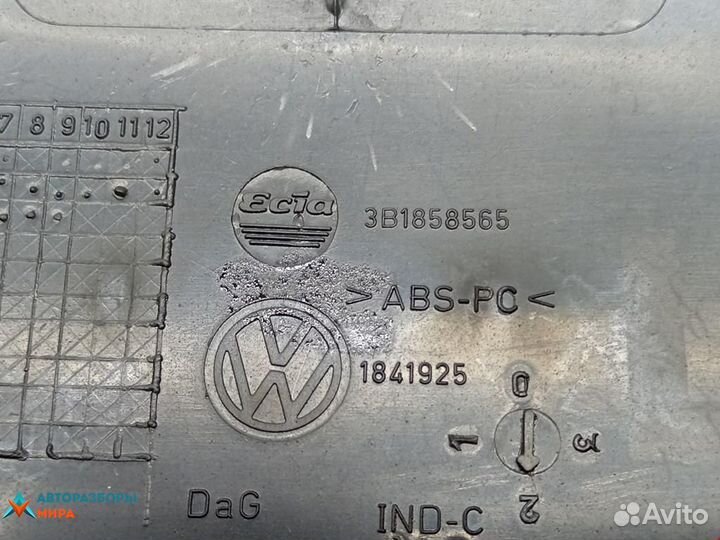 7 8 9 10 11 12
Ecia
3B1858565
>ABS-PC<
VW
1841925
0
1 3
2
DaG
IND-C
АВТОРАЗБОРЫ
МИРА
Avito